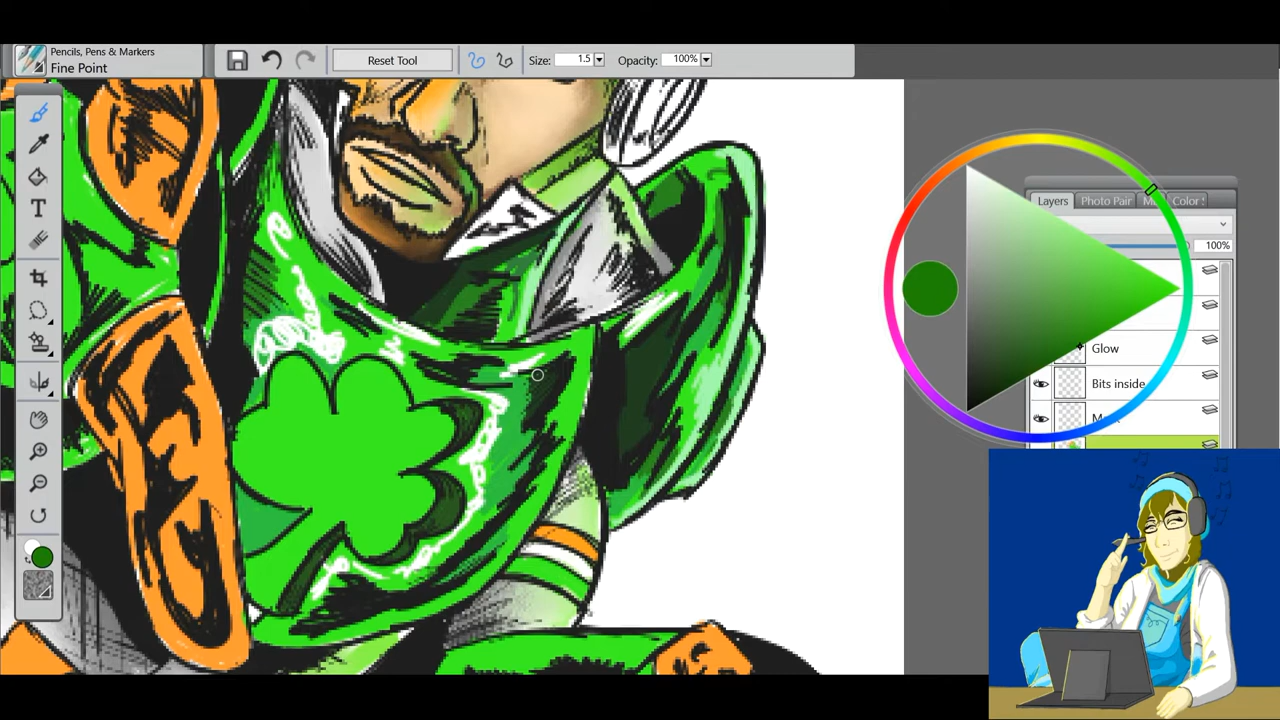 Pencils, Pens & Markers
Fine Point
Reset Tool
Size: 1.5
Opacity: 100%
Layers
Photo Pair
Color
100%
Glow
Bits inside
T